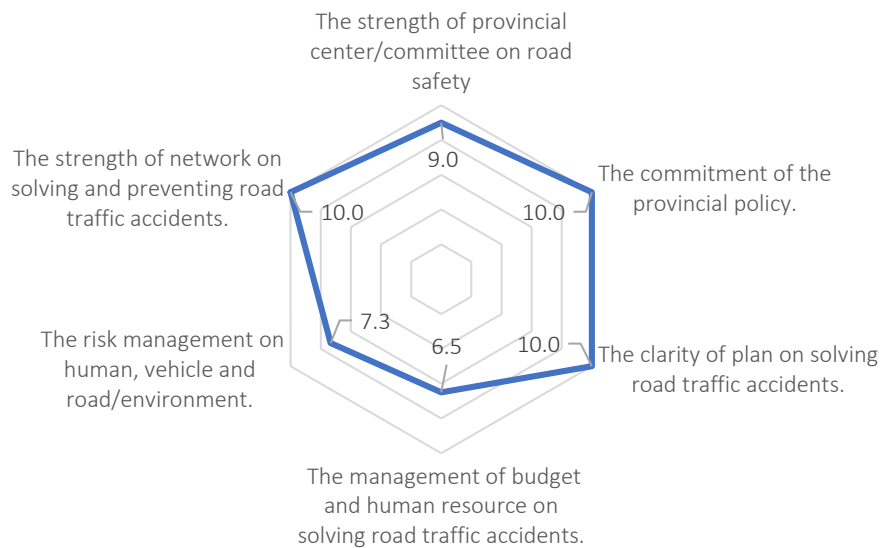 The strength of provincial
center/committee on road
safety
The commitment of the
provincial policy.
The clarity of plan on solving
road traffic accidents.
The management of budget
and human resource on
solving road traffic accidents.
The risk management on
human, vehicle and
road/environment.
The strength of network on
solving and preventing road
traffic accidents.
9.0
10.0
10.0
6.5
7.3
10.0